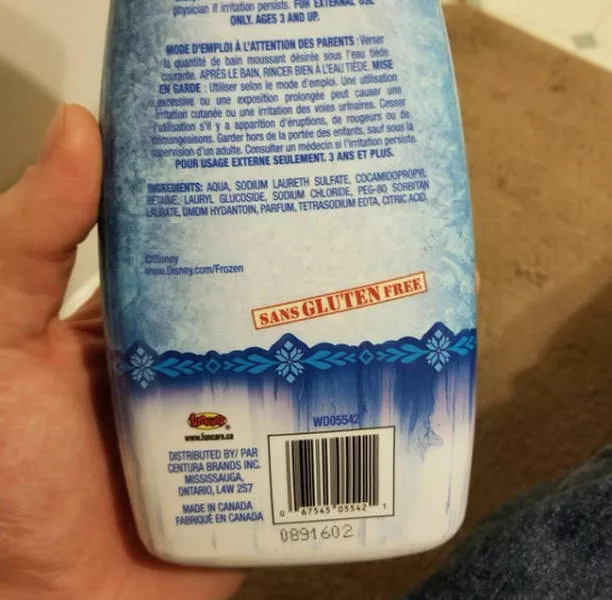 physician if irritation persists. FOR EXTERNAL USE
ONLY. AGES 3 AND UP.
MODE D'EMPLOI À L'ATTENTION DES PARENTS : Verser
la quantité de bain moussant désirée sous l'eau tiède
courante. APRÈS LE BAIN, RINCER BIEN À L'EAU TIÈDE. MISE
EN GARDE : Utiliser selon le mode d'emploi. Une utilisation
excessive ou une exposition prolongée peut causer une
irritation cutanée ou une irritation des voies urinaires. Cesser
l'utilisation s'il y a apparition d'éruptions, de rougeurs ou de
démangeaisons. Garder hors de la portée des enfants, sauf sous la
supervision d'un adulte. Consulter un médecin si l'irritation persiste.
POUR USAGE EXTERNE SEULEMENT. 3 ANS ET PLUS.
INGREDIENTS: AQUA, SODIUM LAURETH SULFATE, COCAMIDOPROPYL
BETAINE, LAURYL GLUCOSIDE, SODIUM CHLORIDE, PEG-80 SORBITAN
LAURATE, DMDM HYDANTOIN, PARFUM, TETRASODIUM EDTA, CITRIC ACID.
©Disney
www.Disney.com/Frozen
SANS GLUTEN FREE
funcare
www.funcare.ca
DISTRIBUTED BY/ PAR
CENTURA BRANDS INC.
MISSISSAUGA,
ONTARIO, L4W 2S7
MADE IN CANADA
FABRIQUÉ EN CANADA
WD05542
0 67545 05542 1
0891602